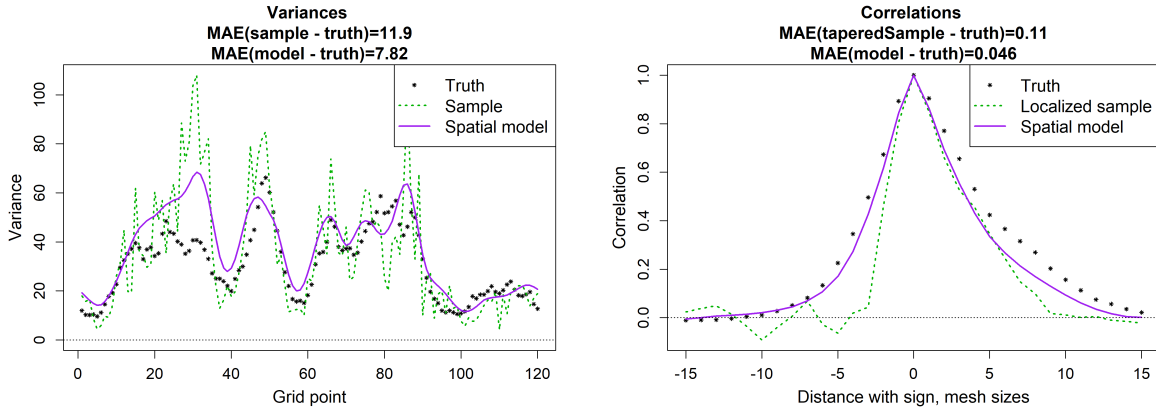 Variances
MAE(sample - truth)=11.9
MAE(model - truth)=7.82
Truth
Sample
Spatial model
Variance
0
20
40
60
80
100
0
20
40
60
80
100
120
Grid point
Correlations
MAE(taperedSample - truth)=0.11
MAE(model - truth)=0.046
Truth
Localized sample
Spatial model
Correlation
0.0
0.2
0.4
0.6
0.8
1.0
-15
-10
-5
0
5
10
15
Distance with sign, mesh sizes